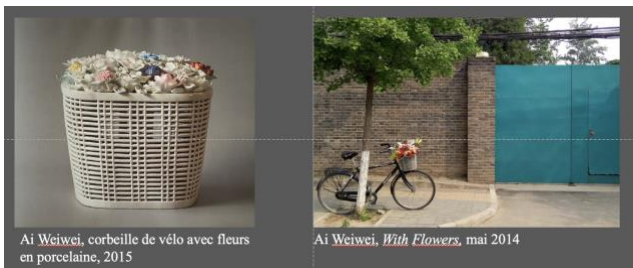 Ai Weiwei, corbeille de vélo avec fleurs
en porcelaine, 2015
Ai Weiwei, With Flowers, mai 2014